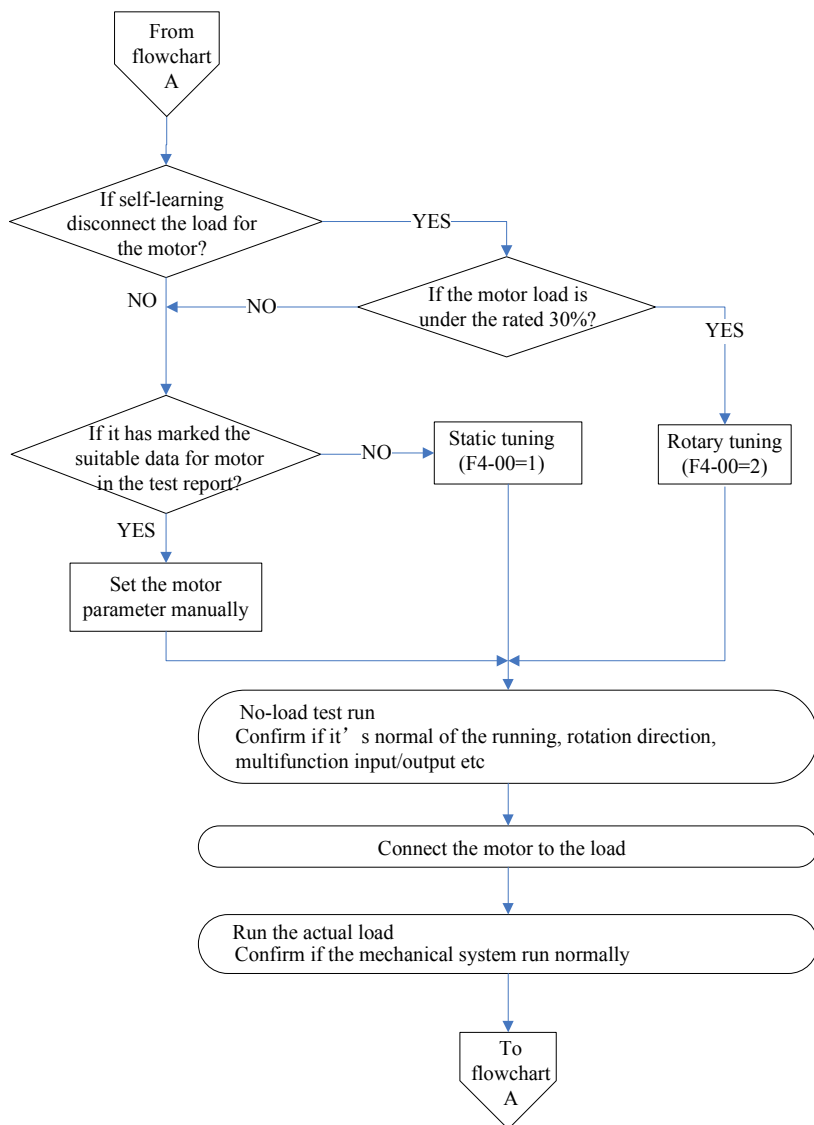 From
flowchart
A
If self-learning
disconnect the load for
the motor?
YES
NO
If the motor load is
under the rated 30%?
NO
YES
If it has marked the
suitable data for motor
in the test report?
NO
Static tuning
(F4-00=1)
Rotary tuning
(F4-00=2)
YES
Set the motor
parameter manually
No-load test run
Confirm if it’s normal of the running, rotation direction,
multifunction input/output etc
Connect the motor to the load
Run the actual load
Confirm if the mechanical system run normally
To
flowchart
A